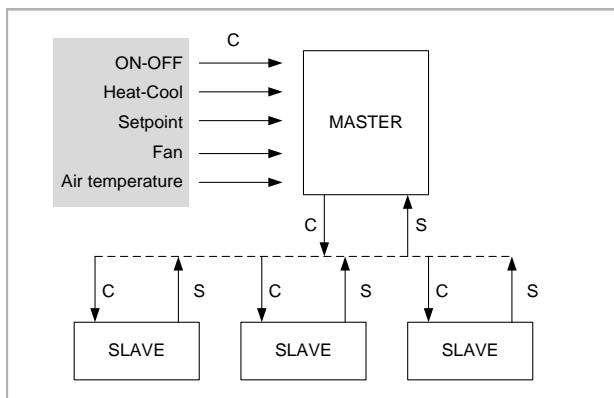 C
ON-OFF
Heat-Cool
Setpoint
MASTER
Fan
Air temperature
C S
C S C S C S
SLAVE SLAVE SLAVE